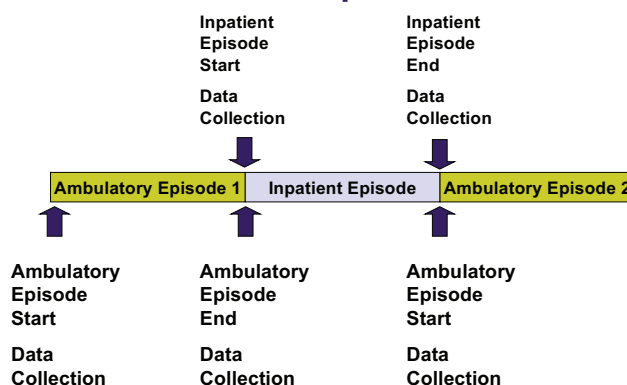 Inpatient
Episode
Start
Data
Collection
Inpatient
Episode
End
Data
Collection
Ambulatory Episode 1
Inpatient Episode
Ambulatory Episode 2
Ambulatory
Episode
Start
Data
Collection
Ambulatory
Episode
End
Data
Collection
Ambulatory
Episode
Start
Data
Collection